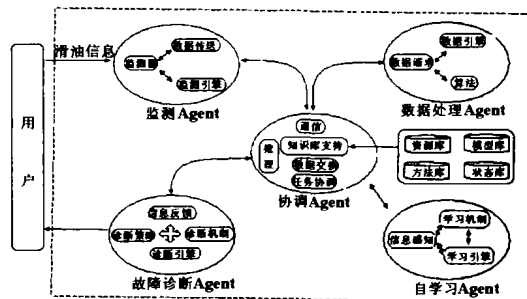 用户
滑油信息
数据传送
监测器
监测引擎
监测Agent
数据引擎
数据请求
算法
数据处理Agent
通信
推理
知识库支持
数据交换
任务协调
协调Agent
资源库
模型库
方法库
状态库
信息反馈
诊断策略
诊断机制
诊断引擎
故障诊断Agent
学习机制
信息感知
学习引擎
自学习Agent